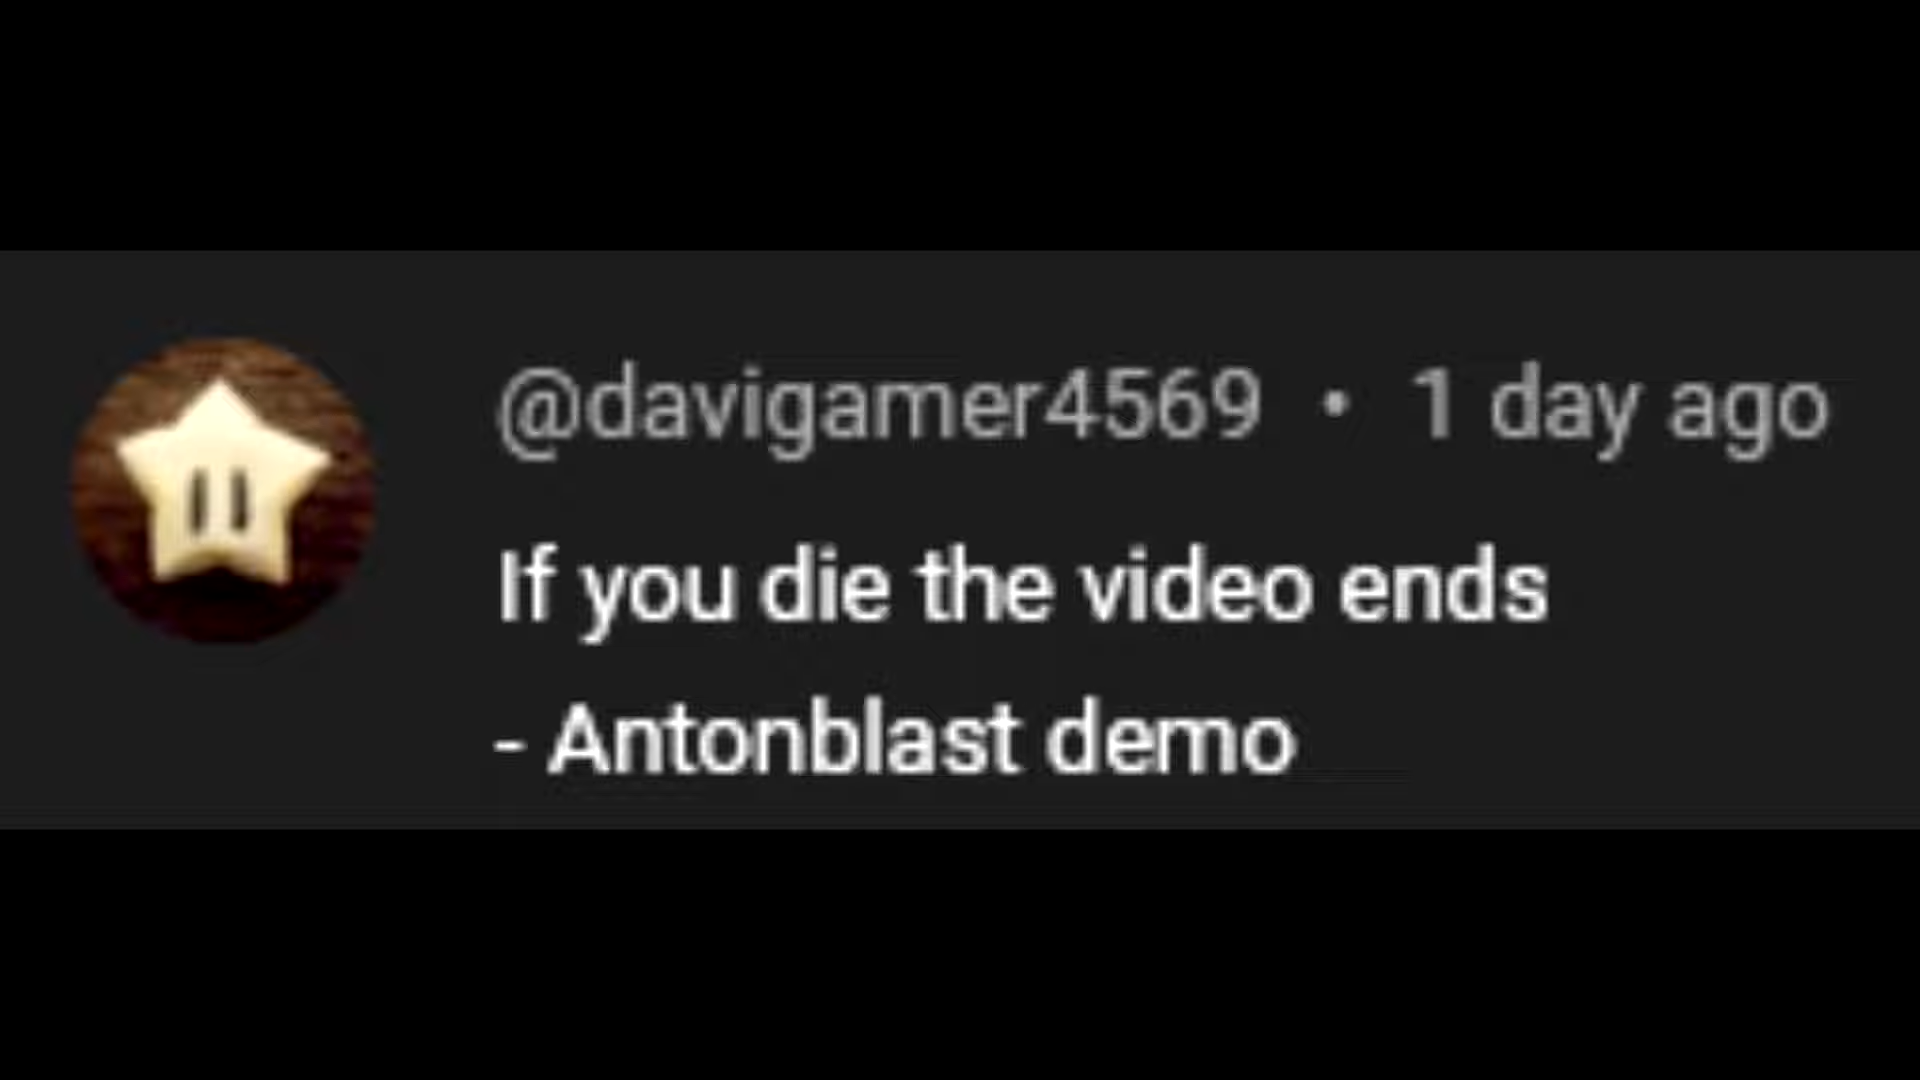 @davigamer4569 • 1 day ago
If you die the video ends
- Antonblast demo